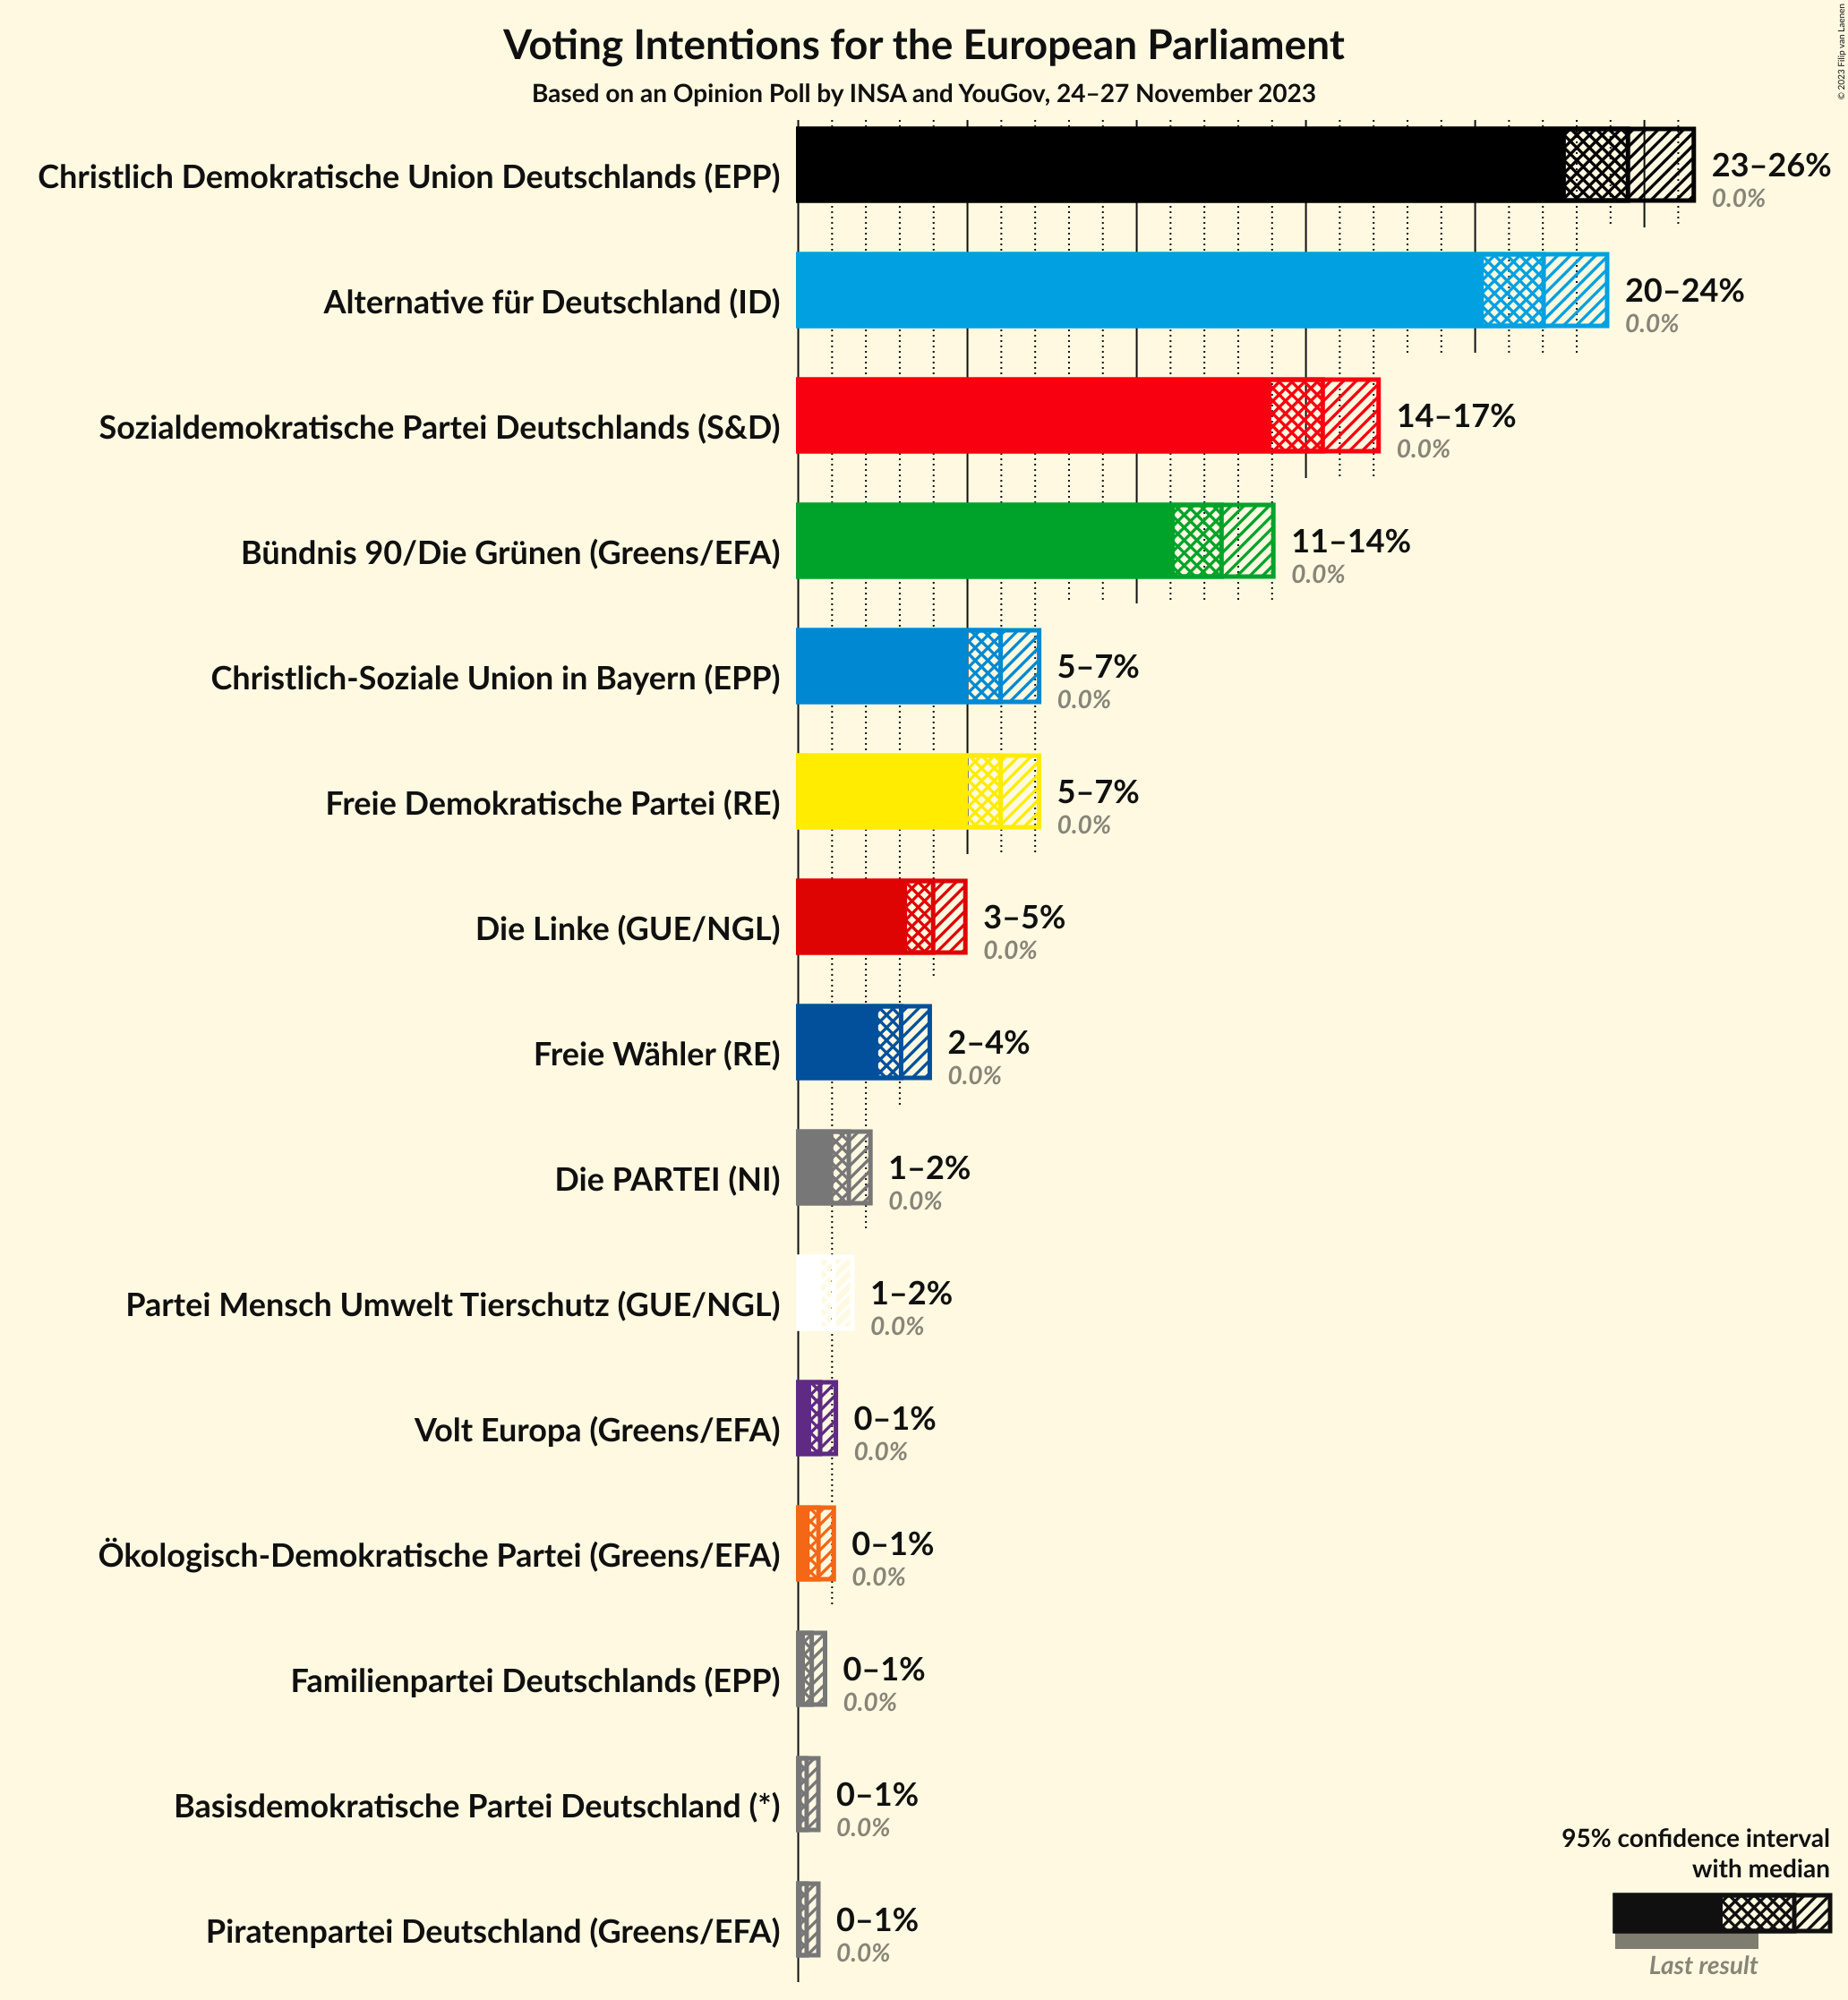 Voting Intentions for the European Parliament
Based on an Opinion Poll by INSA and YouGov, 24–27 November 2023
© 2023 Filip van Laenen
Christlich Demokratische Union Deutschlands (EPP)
23–26%
0.0%
Alternative für Deutschland (ID)
20–24%
0.0%
Sozialdemokratische Partei Deutschlands (S&D)
14–17%
0.0%
Bündnis 90/Die Grünen (Greens/EFA)
11–14%
0.0%
Christlich-Soziale Union in Bayern (EPP)
5–7%
0.0%
Freie Demokratische Partei (RE)
5–7%
0.0%
Die Linke (GUE/NGL)
3–5%
0.0%
Freie Wähler (RE)
2–4%
0.0%
Die PARTEI (NI)
1–2%
0.0%
Partei Mensch Umwelt Tierschutz (GUE/NGL)
1–2%
0.0%
Volt Europa (Greens/EFA)
0–1%
0.0%
Ökologisch-Demokratische Partei (Greens/EFA)
0–1%
0.0%
Familienpartei Deutschlands (EPP)
0–1%
0.0%
Basisdemokratische Partei Deutschland (*)
0–1%
0.0%
Piratenpartei Deutschland (Greens/EFA)
0–1%
0.0%
95% confidence interval
with median
Last result